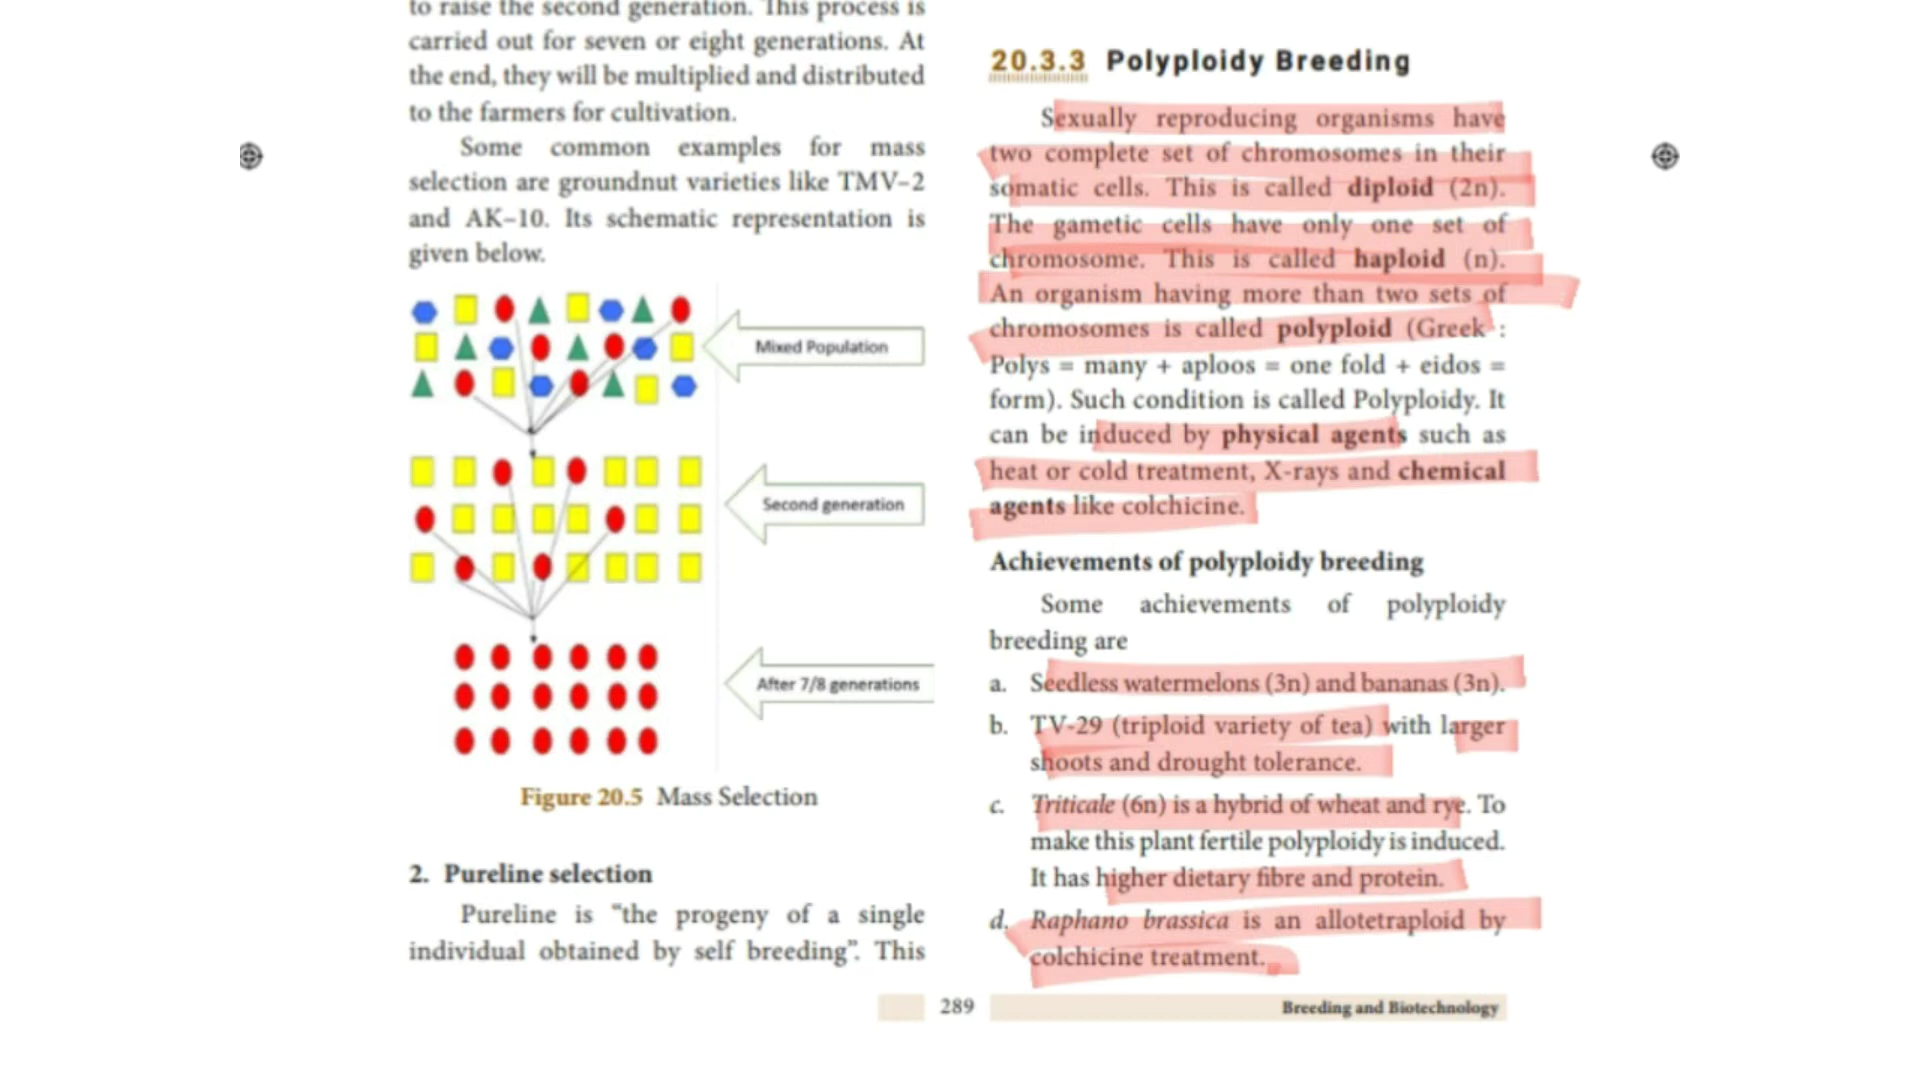 to raise the second generation. This process is
carried out for seven or eight generations. At
the end, they will be multiplied and distributed
to the farmers for cultivation.
Some common examples for mass
selection are groundnut varieties like TMV-2
and AK-10. Its schematic representation is
given below.
Mixed Population
Second generation
After 7/8 generations
Figure 20.5 Mass Selection
2. Pureline selection
Pureline is “the progeny of a single
individual obtained by self breeding”. This
20.3.3 Polyploidy Breeding
Sexually reproducing organisms have
two complete set of chromosomes in their
somatic cells. This is called diploid (2n).
The gametic cells have only one set of
chromosome. This is called haploid (n).
An organism having more than two sets of
chromosomes is called polyploid (Greek :
Polys = many + aploos = one fold + eidos =
form). Such condition is called Polyploidy. It
can be induced by physical agents such as
heat or cold treatment, X-rays and chemical
agents like colchicine.
Achievements of polyploidy breeding
Some achievements of polyploidy
breeding are
a. Seedless watermelons (3n) and bananas (3n).
b. TV-29 (triploid variety of tea) with larger
shoots and drought tolerance.
c. Triticale (6n) is a hybrid of wheat and rye. To
make this plant fertile polyploidy is induced.
It has higher dietary fibre and protein.
d. Raphano brassica is an allotetraploid by
colchicine treatment.
289
Breeding and Biotechnology